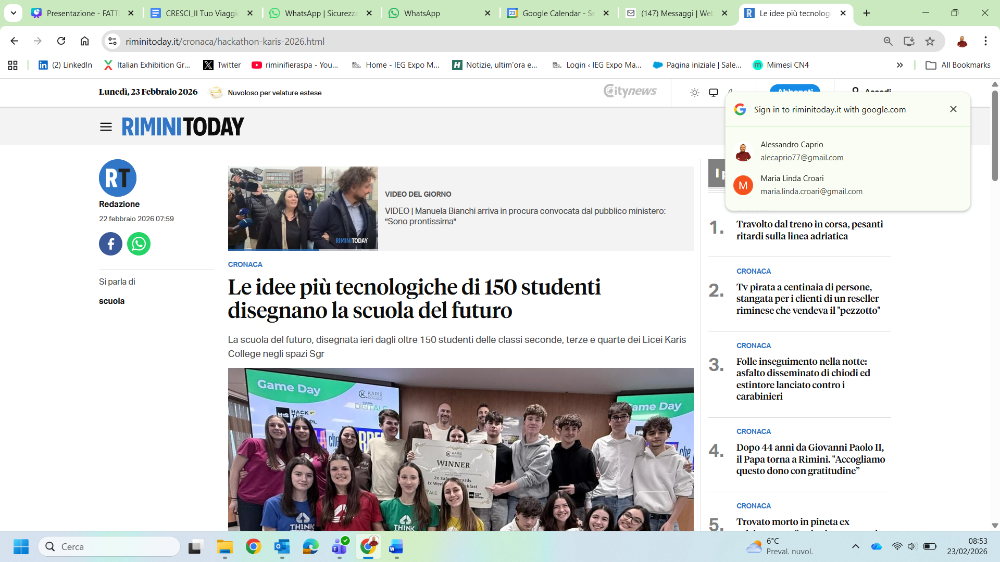 Presentazione - FATT
CRESCI_Il Tuo Viaggi
WhatsApp | Sicurezza
WhatsApp
Google Calendar - Se
(147) Messaggi | Web
Le idee più tecnologi
riminitoday.it/cronaca/hackathon-karis-2026.html
(2) LinkedIn
Italian Exhibition Gr...
Twitter
riminifieraspa - You...
Home - IEG Expo M...
Notizie, ultim'ora e...
Login ‹ IEG Expo Ma...
Pagina iniziale | Sale...
Mimesi CN4
All Bookmarks
Lunedì, 23 Febbraio 2026
Nuvoloso per velature estese
Citynews
Abbonati
Accedi
Sign in to riminitoday.it with google.com
Alessandro Caprio
alecaprio77@gmail.com
M
Maria Linda Croari
maria.linda.croari@gmail.com
RIMINITODAY
RT
Redazione
22 febbraio 2026 07:59
Si parla di
scuola
RIMINITODAY
VIDEO DEL GIORNO
VIDEO | Manuela Bianchi arriva in procura convocata dal pubblico ministero:
"Sono prontissima"
CRONACA
Le idee più tecnologiche di 150 studenti
disegnano la scuola del futuro
La scuola del futuro, disegnata ieri dagli oltre 150 studenti delle classi seconde, terze e quarte dei Licei Karis
College negli spazi Sgr
Game Day
KARIS
COLLEGE
ESSERE
DIGITALE
H1S HACK
THE
SCHOOL
che
Game Day
che
KARIS
COLLEGE
WINNER
THINK
THINK
I p
1.
Travolto dal treno in corsa, pesanti
ritardi sulla linea adriatica
CRONACA
2.
Tv pirata a centinaia di persone,
stangata per i clienti di un reseller
riminese che vendeva il "pezzotto"
CRONACA
3.
Folle inseguimento nella notte:
asfalto disseminato di chiodi ed
estintore lanciato contro i
carabinieri
CRONACA
4.
Dopo 44 anni da Giovanni Paolo II,
il Papa torna a Rimini. "Accogliamo
questo dono con gratitudine”
CRONACA
5.
Trovato morto in pineta ex
Cerca
6°C
Preval. nuvol.
08:53
23/02/2026